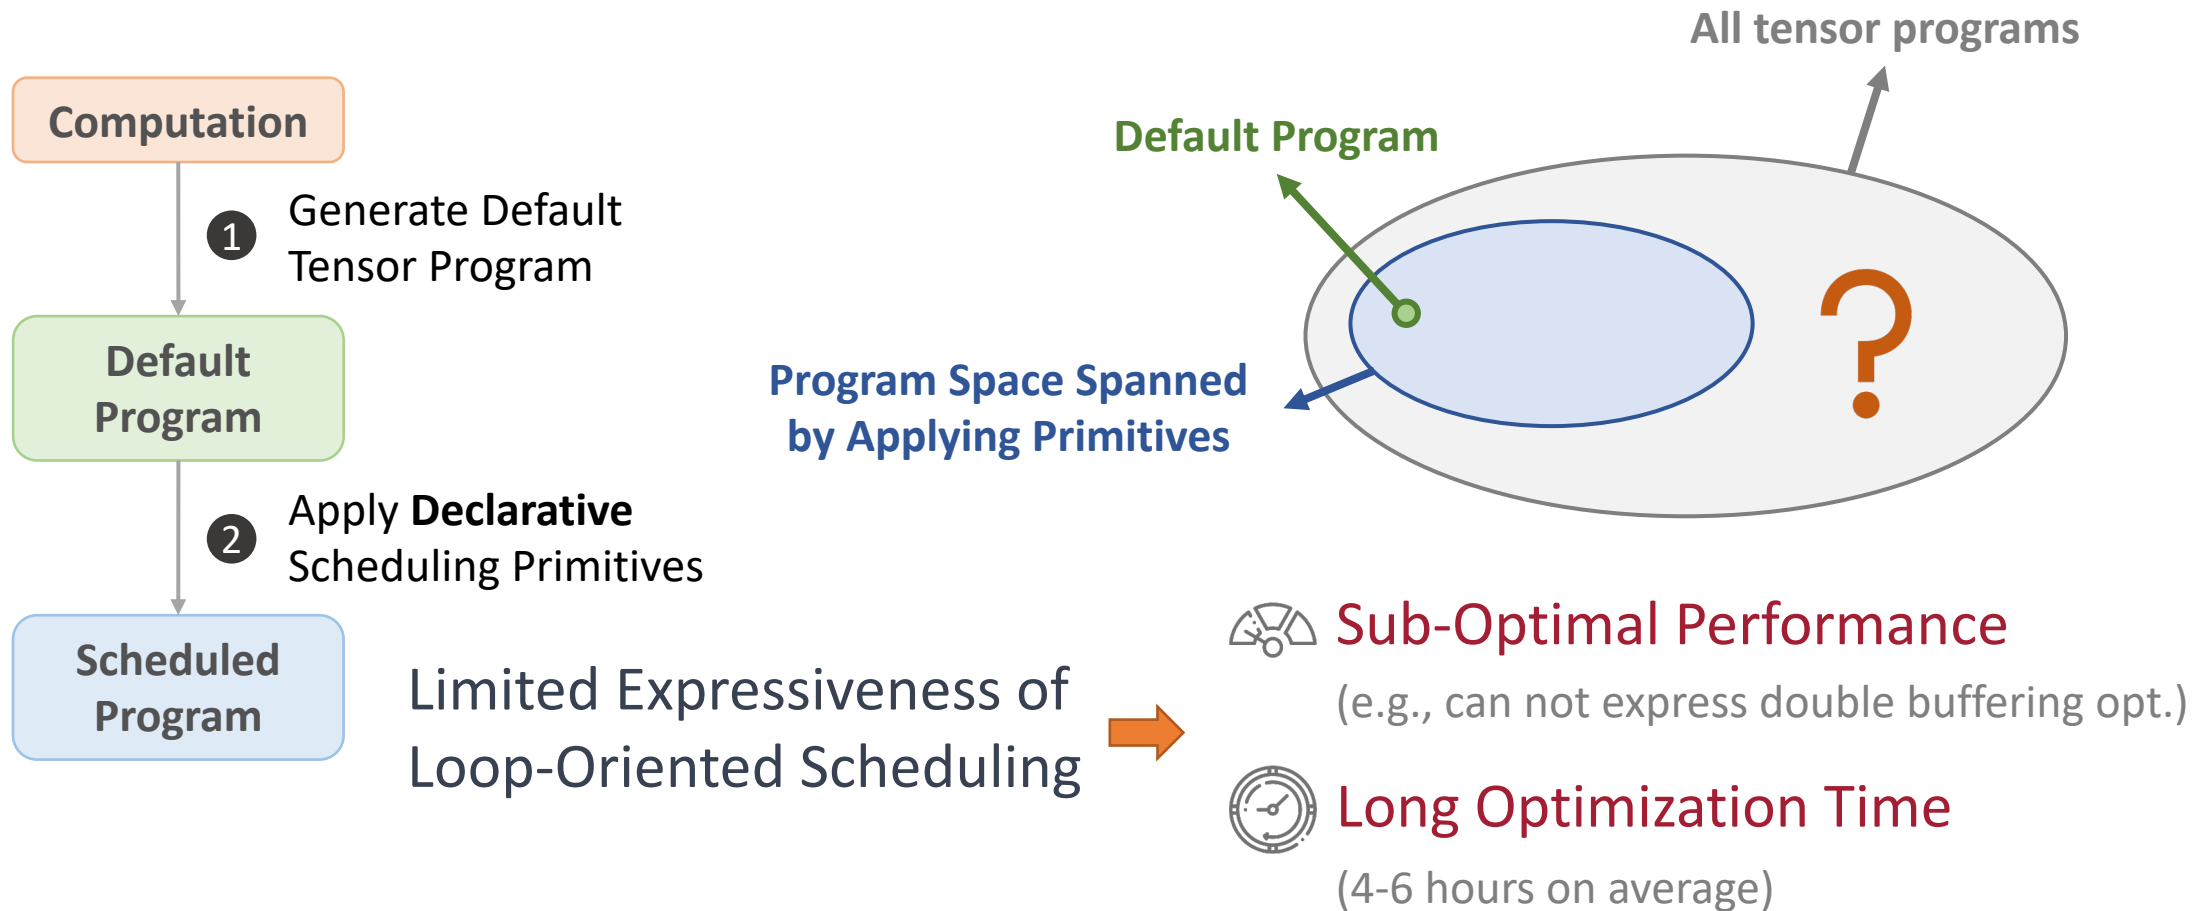 Computation
1
Generate Default
Tensor Program
Default
Program
2
Apply Declarative
Scheduling Primitives
Scheduled
Program
All tensor programs
Default Program
Program Space Spanned
by Applying Primitives
?
Limited Expressiveness of
Loop-Oriented Scheduling
Sub-Optimal Performance
(e.g., can not express double buffering opt.)
Long Optimization Time
(4-6 hours on average)